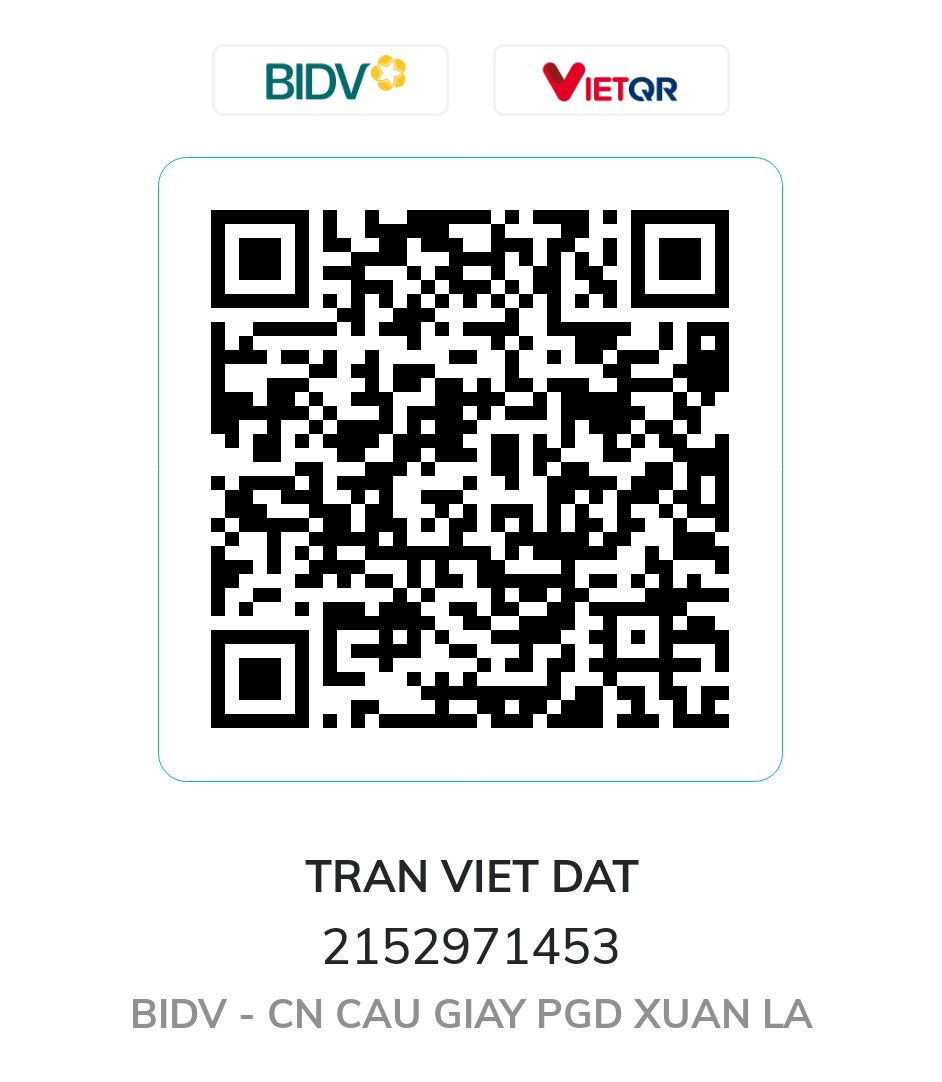 BIDV VIETQR
TRAN VIET DAT
2152971453
BIDV - CN CAU GIAY PGD XUAN LA